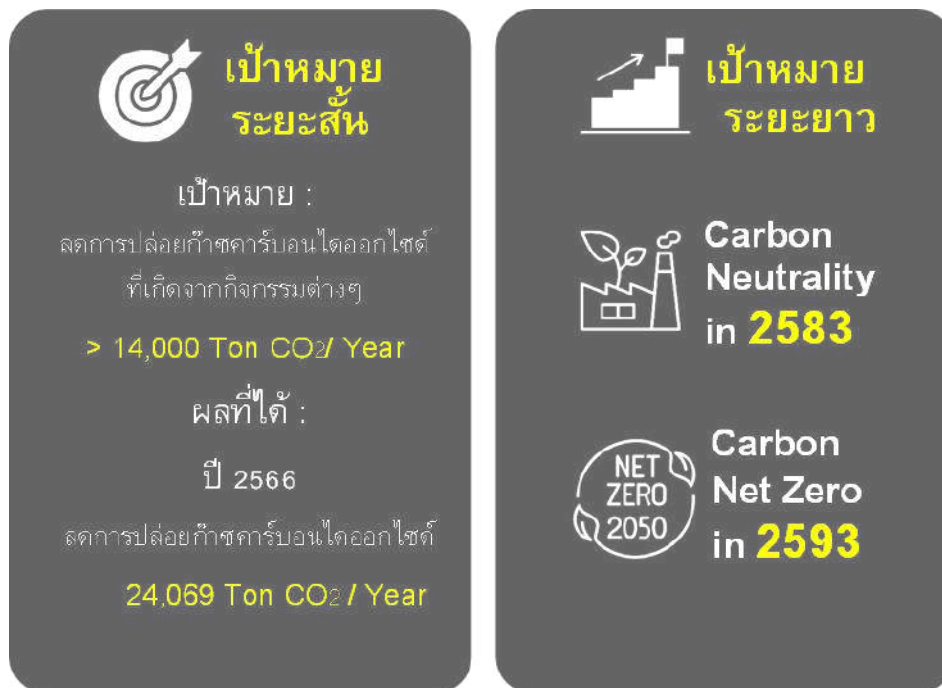 เป้าหมาย
ระยะสั้น
เป้าหมาย :
ลดการปล่อยก๊าซคาร์บอนไดออกไซด์
ที่เกิดจากกิจกรรมต่างๆ
> 14,000 Ton CO2/ Year
ผลที่ได้ :
ปี 2566
ลดการปล่อยก๊าซคาร์บอนไดออกไซด์
24,069 Ton CO2 / Year
เป้าหมาย
ระยะยาว
Carbon
Neutrality
in 2583
NET
ZERO
2050
Carbon
Net Zero
in 2593